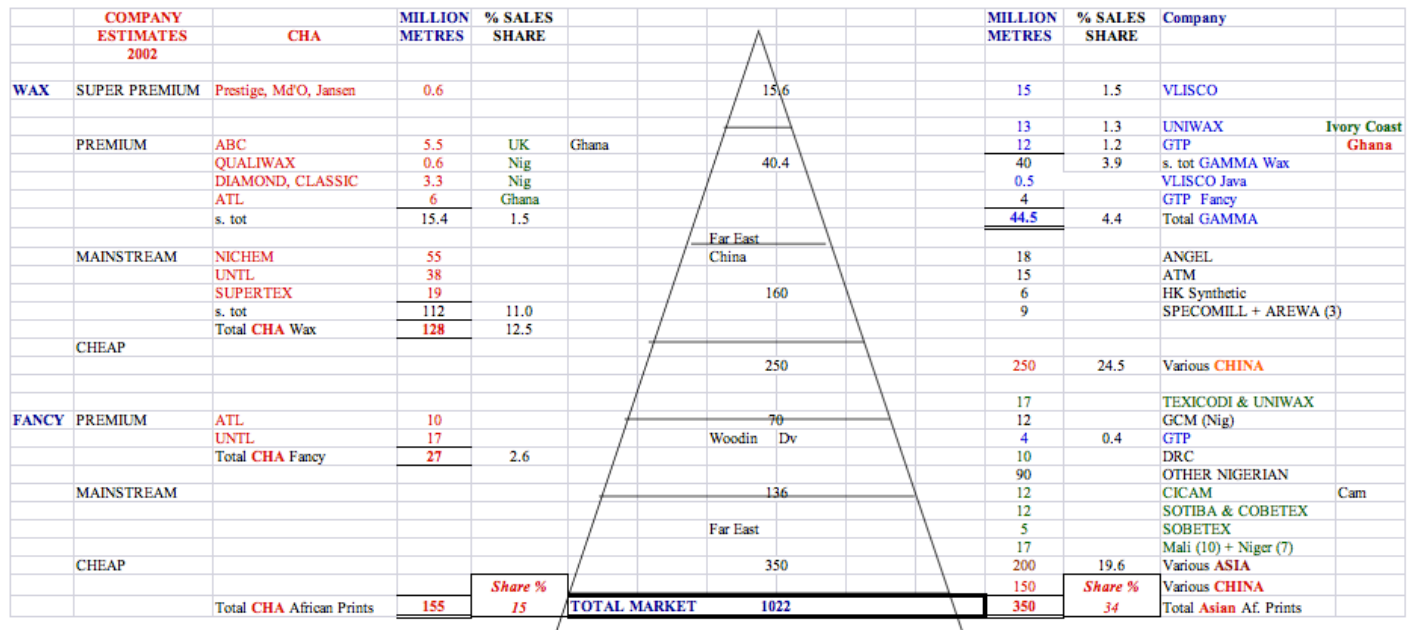 COMPANY MILLION % SALES MILLION % SALES Company
ESTIMATES CHA METRES SHARE METRES SHARE
2002
WAX SUPER PREMIUM Prestige, Md'O, Jansen 0.6 15.6 15 1.5 VLISCO
13 1.3 UNIWAX Ivory Coast
PREMIUM ABC 5.5 UK Ghana 12 1.2 GTP Ghana
QUALIWAX 0.6 Nig 40.4 40 3.9 s. tot GAMMA Wax
DIAMOND, CLASSIC 3.3 Nig 0.5 VLISCO Java
ATL 6 Ghana 4 GTP Fancy
s. tot 15.4 1.5 44.5 4.4 Total GAMMA
Far East
MAINSTREAM NICHEM 55 China 18 ANGEL
UNTL 38 15 ATM
SUPERTEX 19 160 6 HK Synthetic
s. tot 112 11.0 9 SPECOMILL + AREWA (3)
Total CHA Wax 128 12.5
CHEAP
250 250 24.5 Various CHINA
17 TEXICODI & UNIWAX
FANCY PREMIUM ATL 10 70 12 GCM (Nig)
UNTL 17 Woodin Dv 4 0.4 GTP
Total CHA Fancy 27 2.6 10 DRC
90 OTHER NIGERIAN
MAINSTREAM 136 12 CICAM Cam
12 SOTIBA & COBETEX
Far East 5 SOBETEX
17 Mali (10) + Niger (7)
CHEAP 350 200 19.6 Various ASIA
Share % 150 Share % Various CHINA
Total CHA African Prints 155 15 TOTAL MARKET 1022 350 34 Total Asian Af. Prints